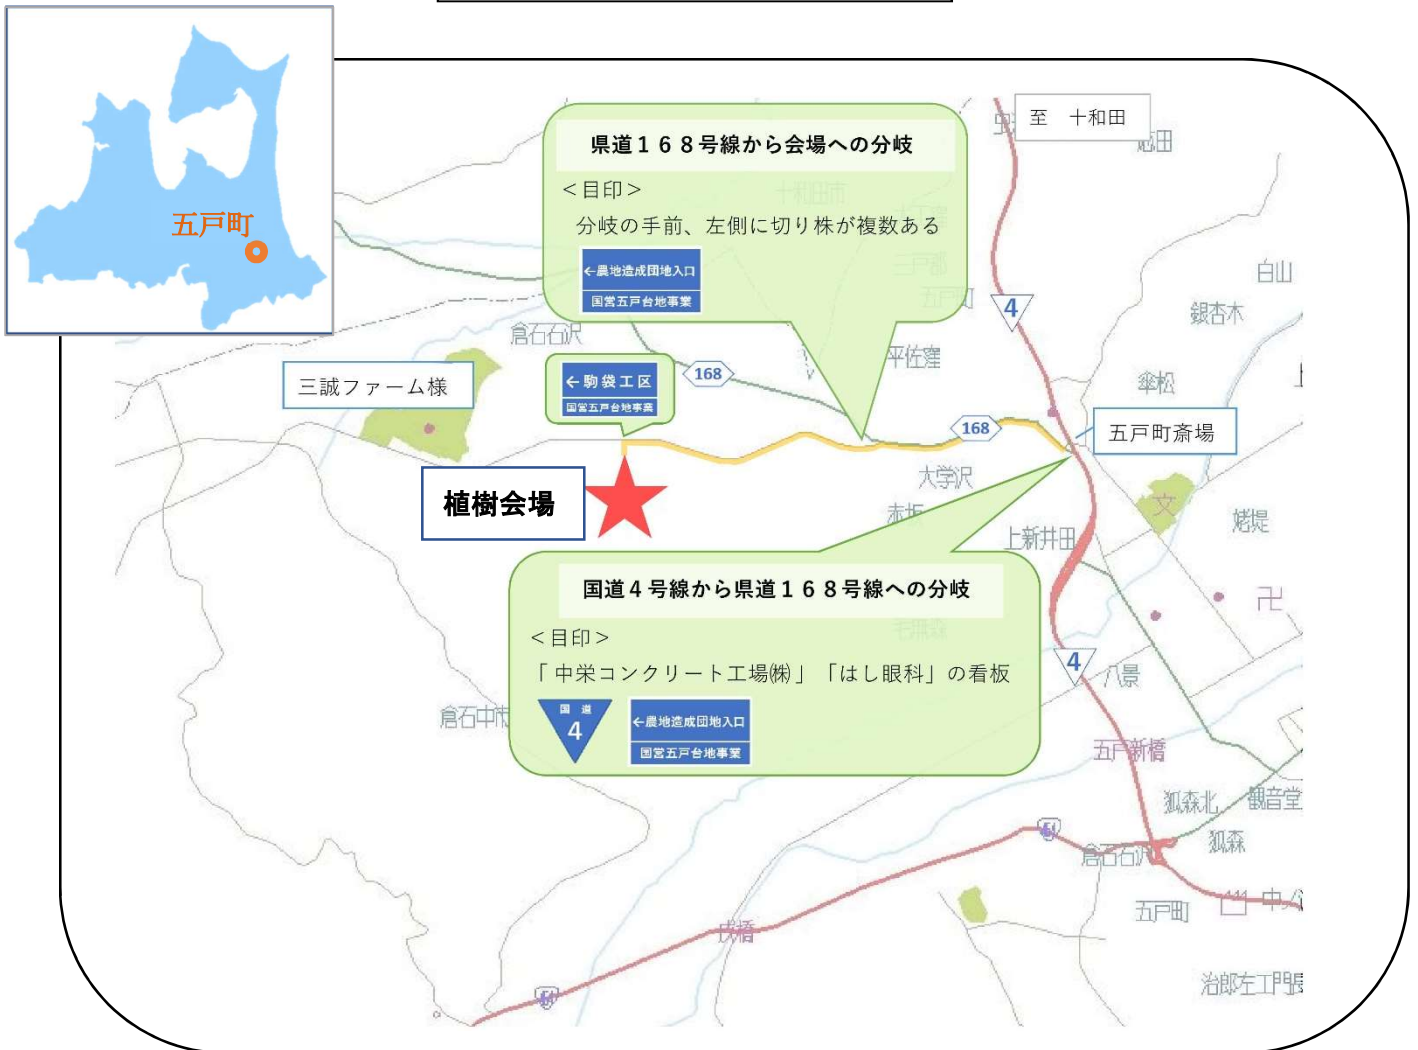 五戸町
至　十和田
県道１６８号線から会場への分岐
＜目印＞
分岐の手前、左側に切り株が複数ある
←農地造成団地入口
国営五戸台地事業
白山
銀杏木
4
倉石石沢
平佐窪
傘松
三誠ファーム様
←駒袋工区
国営五戸台地事業
168
168
五戸町斎場
大学沢
赤坂
文
姥堤
上新井田
植樹会場
国道４号線から県道１６８号線への分岐
＜目印＞
「中栄コンクリート工場㈱」「はし眼科」の看板
国道
4
←農地造成団地入口
国営五戸台地事業
卍
4
八景
倉石中市
五戸新橋
狐森北
観音堂
狐森
倉石石沢
五戸町
戌橋
治郎左エ門長